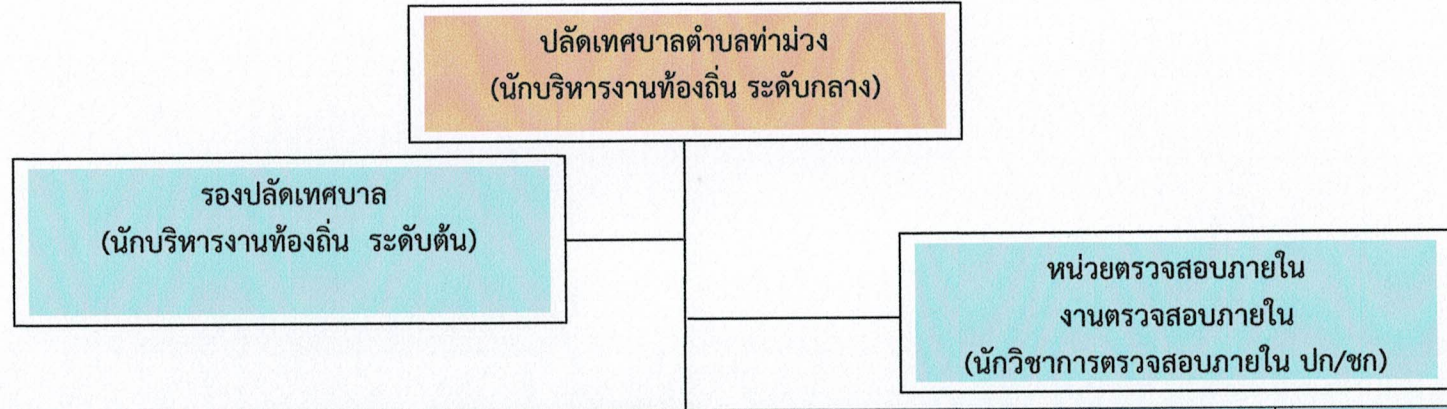 ปลัดเทศบาลตำบลท่าม่วง
(นักบริหารงานท้องถิ่น ระดับกลาง)
รองปลัดเทศบาล
(นักบริหารงานท้องถิ่น ระดับต้น)
หน่วยตรวจสอบภายใน
งานตรวจสอบภายใน
(นักวิชาการตรวจสอบภายใน ปก/ชก)